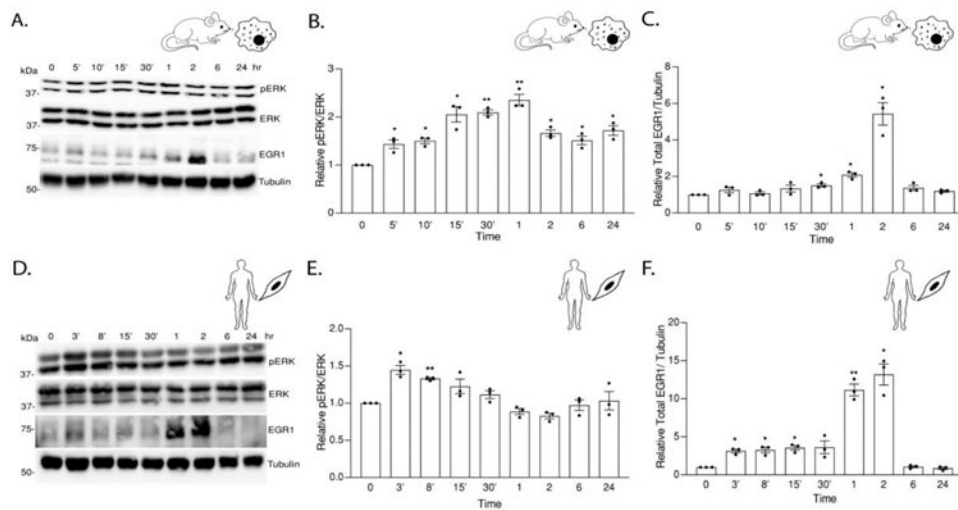 A.
0 5' 10' 15' 30' 1 2 6 24 hr
kDa
37-
pERK
37-
ERK
75-
EGR1
50-
Tubulin
B.
Relative pERK/ERK
3
2
1
0
* * * ** ** * * *
0 5' 10' 15' 30' 1 2 6 24
Time
C.
Relative Total EGR1/Tubulin
8
6
4
2
0
* * *
0 5' 10' 15' 30' 1 2 6 24
Time
D.
0 3' 8' 15' 30' 1 2 6 24 hr
kDa
37-
pERK
37-
ERK
75-
EGR1
50-
Tubulin
E.
Relative pERK/ERK
2.0
1.5
1.0
0.5
0.0
* **
0 3' 8' 15' 30' 1 2 6 24
Time
F.
Relative Total EGR1/ Tubulin
20
15
10
5
0
* * * ** *
0 3' 8' 15' 30' 1 2 6 24
Time